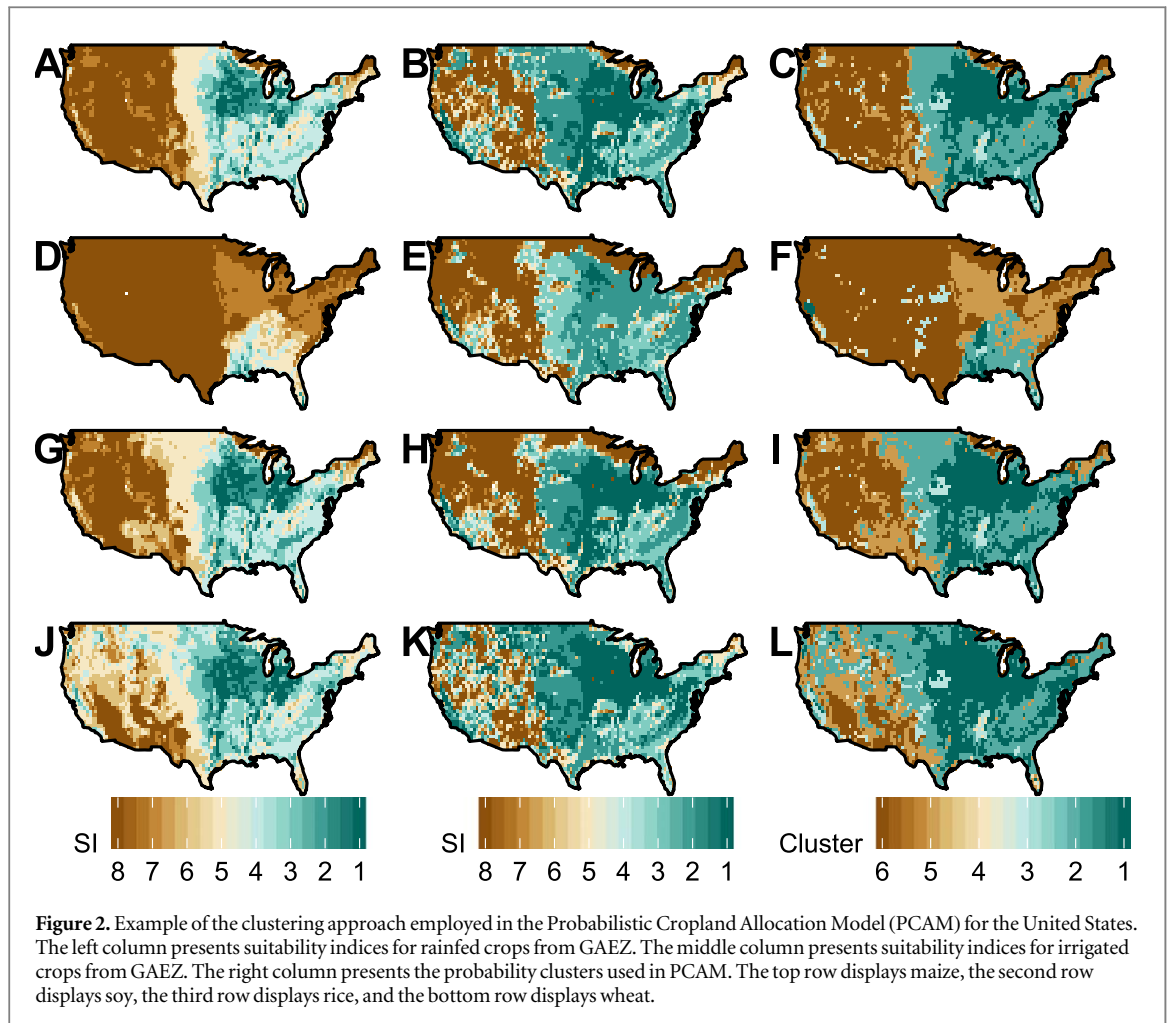 A B C
D E F
G H I
J K L
SI
8 7 6 5 4 3 2 1
SI
8 7 6 5 4 3 2 1
Cluster
6 5 4 3 2 1
Figure 2. Example of the clustering approach employed in the Probabilistic Cropland Allocation Model (PCAM) for the United States.
The left column presents suitability indices for rainfed crops from GAEZ. The middle column presents suitability indices for irrigated
crops from GAEZ. The right column presents the probability clusters used in PCAM. The top row displays maize, the second row
displays soy, the third row displays rice, and the bottom row displays wheat.